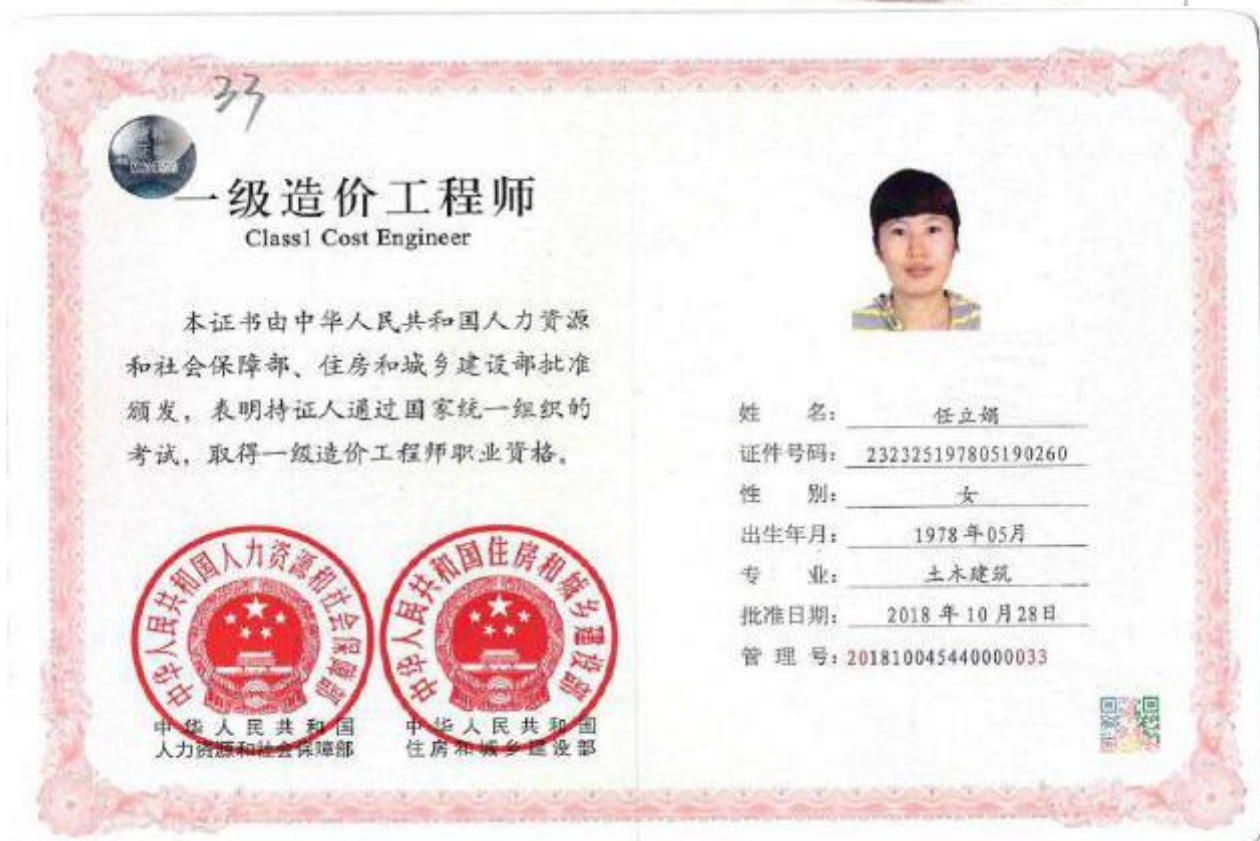 33
一级造价工程师
Class1 Cost Engineer
本证书由中华人民共和国人力资源
和社会保障部、住房和城乡建设部批准
颁发，表明持证人通过国家统一组织的
考试，取得一级造价工程师职业资格。
中华人民共和国人力资源和社会保障部
中华人民共和国住房和城乡建设部
中华人民共和国
人力资源和社会保障部
中华人民共和国
住房和城乡建设部
姓 名： 任立娟
证件号码： 232325197805190260
性 别： 女
出生年月： 1978年05月
专 业： 土木建筑
批准日期： 2018年10月28日
管 理 号：201810045440000033